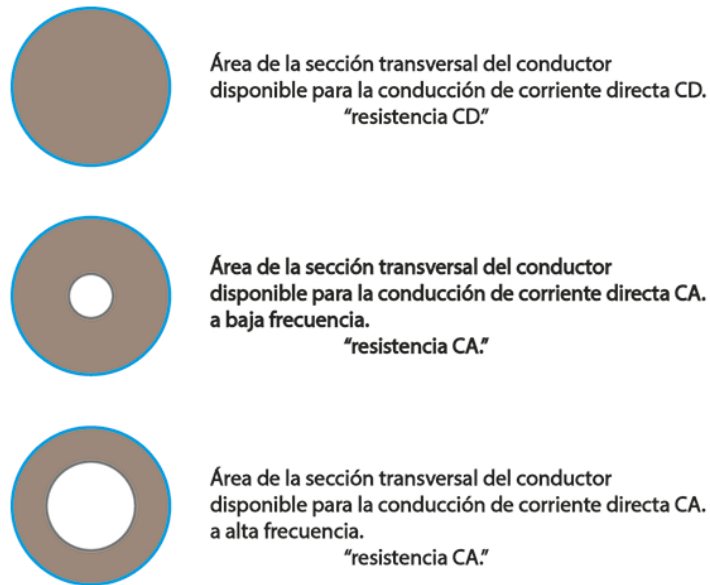 Área de la sección transversal del conductor
disponible para la conducción de corriente directa CD.
“resistencia CD.”
Área de la sección transversal del conductor
disponible para la conducción de corriente directa CA.
a baja frecuencia.
“resistencia CA.”
Área de la sección transversal del conductor
disponible para la conducción de corriente directa CA.
a alta frecuencia.
“resistencia CA.”